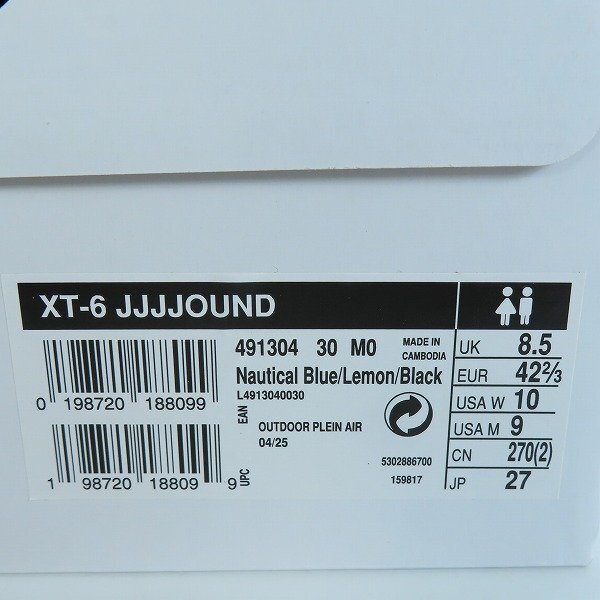 XT-6 JJJJOUND
491304 30 M0
MADE IN
CAMBODIA
Nautical Blue/Lemon/Black
L4913040030
EAN
0 198720 188099
OUTDOOR PLEIN AIR
04/25
5302886700
159817
1 98720 18809 9
UPC
UK 8.5
EUR 42⅔
USA W 10
USA M 9
CN 270(2)
JP 27